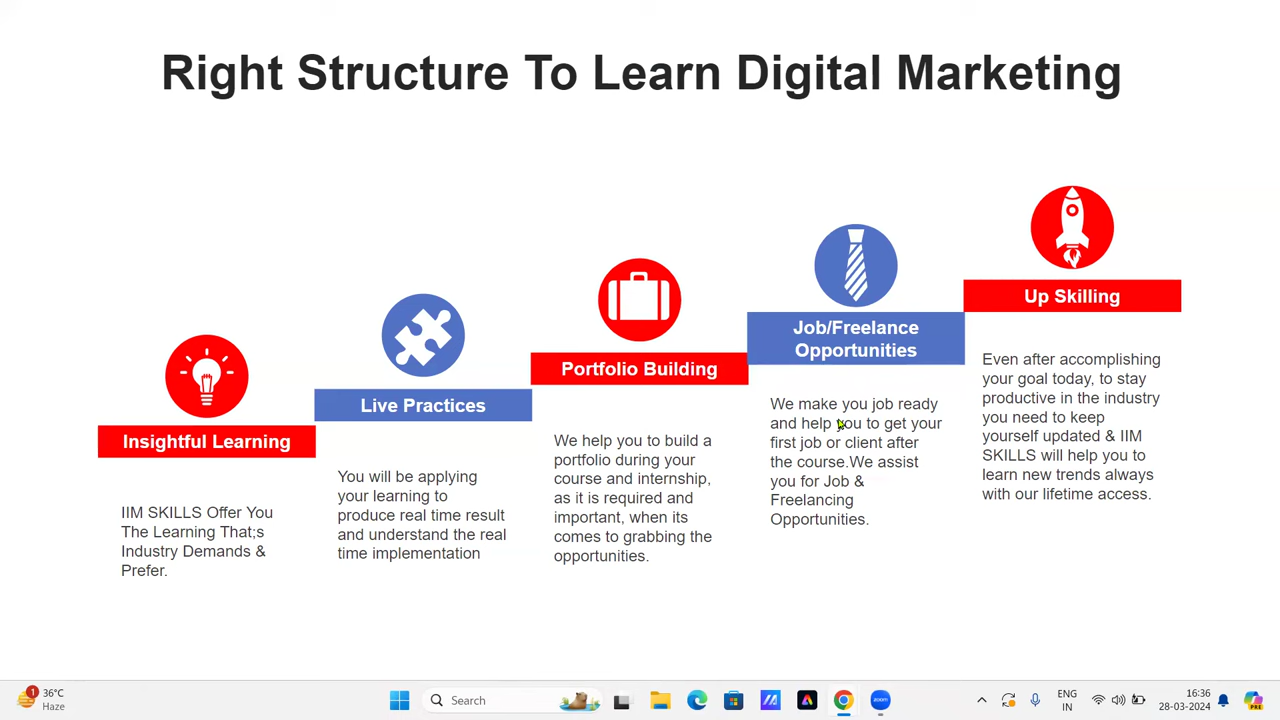 Right Structure To Learn Digital Marketing
Insightful Learning
IIM SKILLS Offer You
The Learning That;s
Industry Demands &
Prefer.
Live Practices
You will be applying
your learning to
produce real time result
and understand the real
time implementation
Portfolio Building
We help you to build a
portfolio during your
course and internship,
as it is required and
important, when its
comes to grabbing the
opportunities.
Job/Freelance
Opportunities
We make you job ready
and help you to get your
first job or client after
the course.We assist
you for Job &
Freelancing
Opportunities.
Up Skilling
Even after accomplishing
your goal today, to stay
productive in the industry
you need to keep
yourself updated & IIM
SKILLS will help you to
learn new trends always
with our lifetime access.
1
36°C
Haze
Search
zoom
ENG
IN
16:36
28-03-2024
PRE